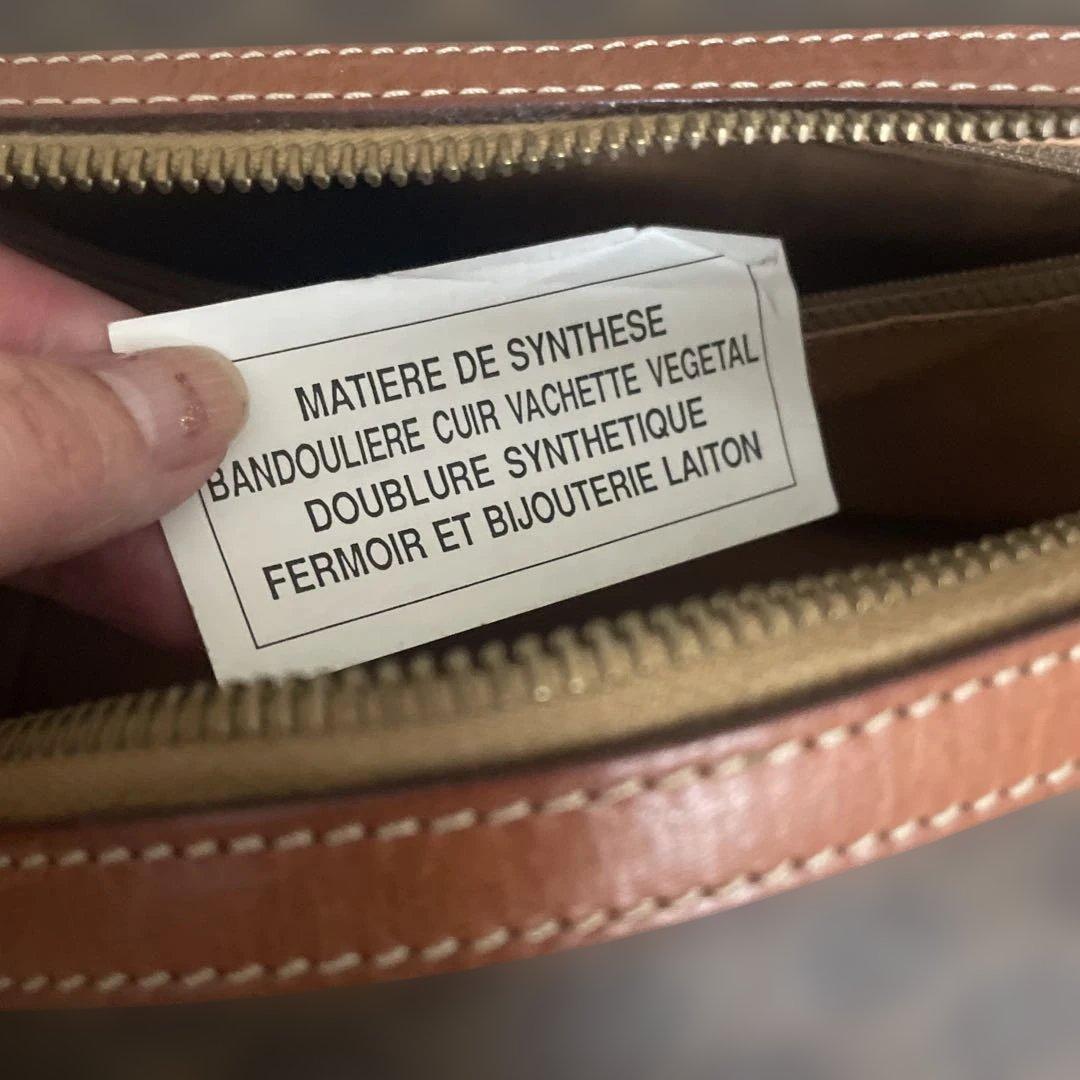 MATIERE DE SYNTHESE
BANDOULIERE CUIR VACHETTE VEGETAL
DOUBLURE SYNTHETIQUE
FERMOIR ET BIJOUTERIE LAITON